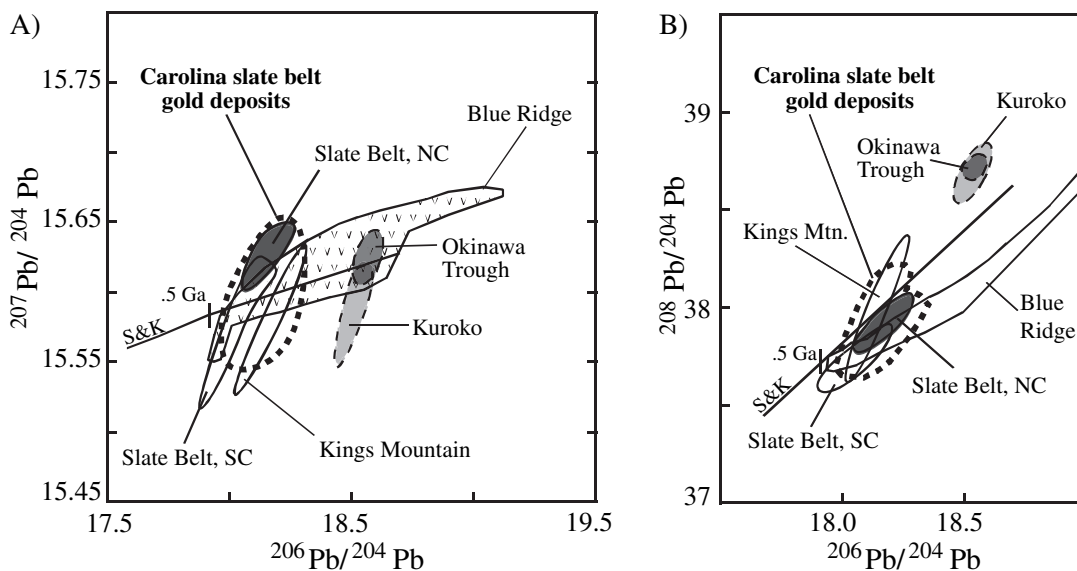 A)
15.75
15.65
15.55
15.45
²⁰⁷Pb/²⁰⁴Pb
Carolina slate belt
gold deposits
Slate Belt, NC
Blue Ridge
Okinawa
Trough
Kuroko
.5 Ga
S&K
Slate Belt, SC
Kings Mountain
17.5
18.5
19.5
²⁰⁶Pb/²⁰⁴Pb
B)
39
38
37
²⁰⁸Pb/²⁰⁴Pb
Carolina slate belt
gold deposits
Kuroko
Okinawa
Trough
Kings Mtn.
Blue
Ridge
.5 Ga
S&K
Slate Belt, NC
Slate Belt, SC
18.0
18.5
²⁰⁶Pb/²⁰⁴Pb